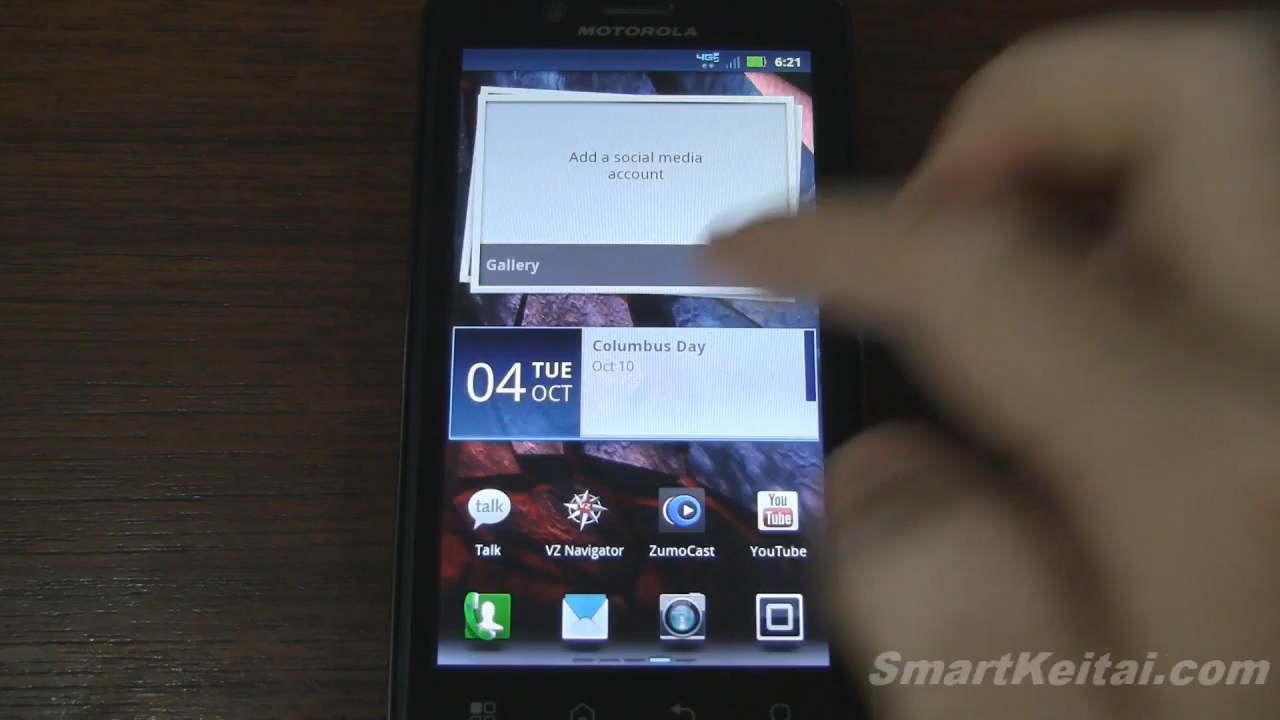 MOTOROLA
4G
6:21
Add a social media
account
Gallery
04 TUE
OCT
Columbus Day
Oct 10
talk
You
Tube
Talk
VZ Navigator
ZumoCast
YouTube
SmartKeitai.com